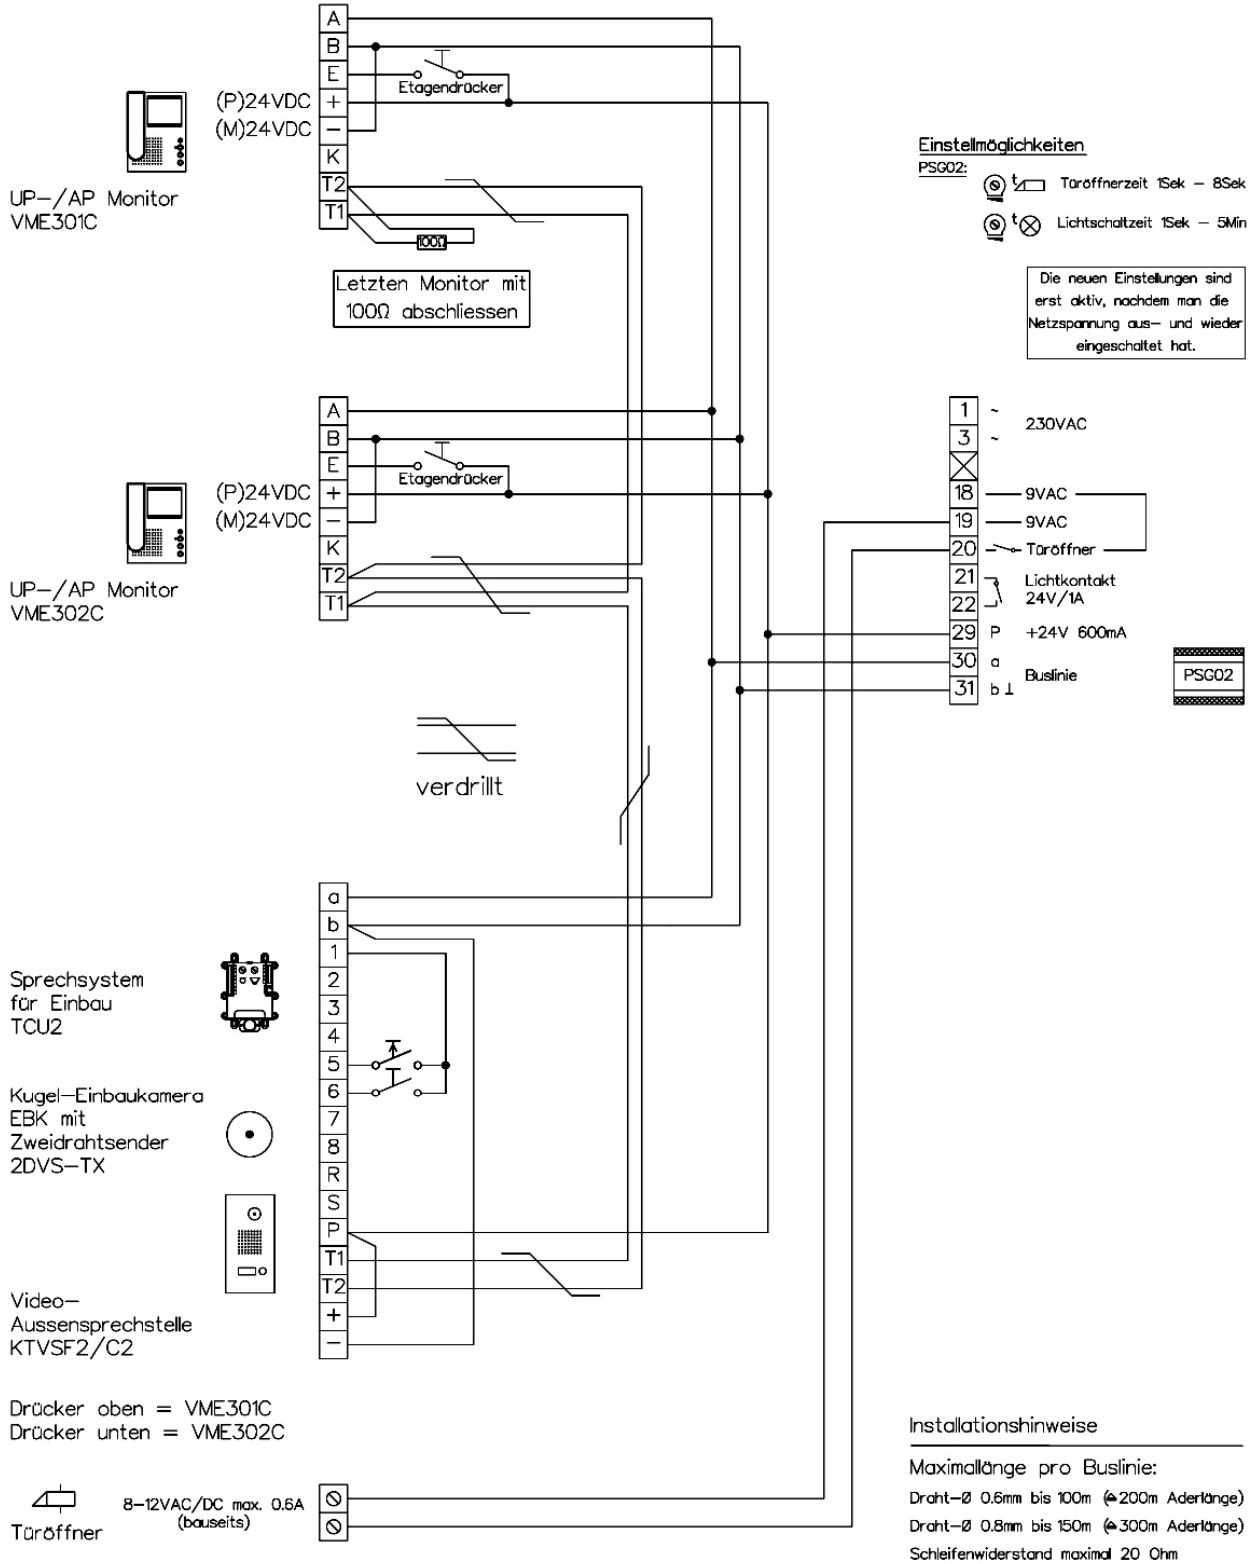 A
B
E
Etagendrücker
(P)24VDC +
(M)24VDC −
K
T2
T1
100Ω
UP-/AP Monitor
VME301C
Letzten Monitor mit
100Ω abschliessen
Einstellmöglichkeiten
PSG02:
t Türöffnerzeit 1Sek - 8Sek
t Lichtschaltzeit 1Sek - 5Min
Die neuen Einstellungen sind
erst aktiv, nachdem man die
Netzspannung aus- und wieder
eingeschaltet hat.
A
B
E
Etagendrücker
(P)24VDC +
(M)24VDC −
K
T2
T1
UP-/AP Monitor
VME302C
1 ~
230VAC
3 ~
18 9VAC
19 9VAC
20 Türöffner
21 Lichtkontakt
22 24V/1A
29 P +24V 600mA
30 a
Buslinie
31 b ⊥
PSG02
verdrillt
a
b
1
2
3
4
5
6
7
8
R
S
P
T1
T2
+
−
Sprechsystem
für Einbau
TCU2
Kugel-Einbaukamera
EBK mit
Zweidrahtsender
2DVS-TX
Video-
Aussensprechstelle
KTVSF2/C2
Drücker oben = VME301C
Drücker unten = VME302C
Türöffner
8-12VAC/DC max. 0.6A
(bauseits)
Installationshinweise
Maximallänge pro Buslinie:
Draht-Ø 0.6mm bis 100m (≙200m Aderlänge)
Draht-Ø 0.8mm bis 150m (≙300m Aderlänge)
Schleifenwiderstand maximal 20 Ohm